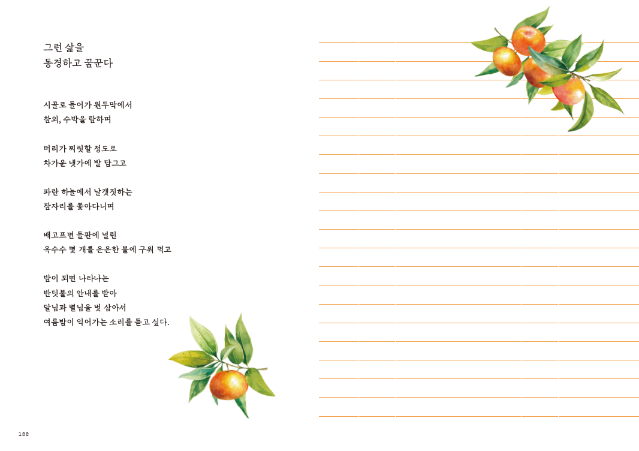 그런 삶을
동경하고 꿈꾼다
시골로 돌아가 원두막에서
참외, 수박을 탐하며
머리가 찌릿할 정도로
차가운 냇가에 발 담그고
파란 하늘에서 날갯짓하는
잠자리를 쫓아다니며
배고프면 들판에 널린
옥수수 몇 개를 은은한 불에 구워 먹고
밤이 되면 나타나는
반딧불의 안내를 받아
달님과 별님을 벗 삼아서
여름밤이 익어가는 소리를 듣고 싶다.
160